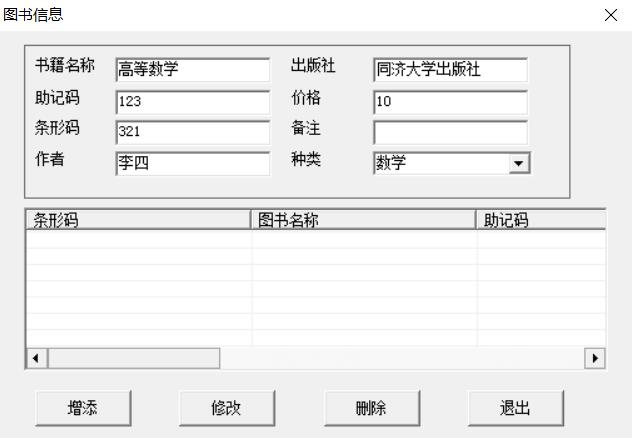 图书信息
书籍名称 高等数学 出版社 同济大学出版社
助记码 123 价格 10
条形码 321 备注
作者 李四 种类 数学
条形码 图书名称 助记码
增添 修改 删除 退出